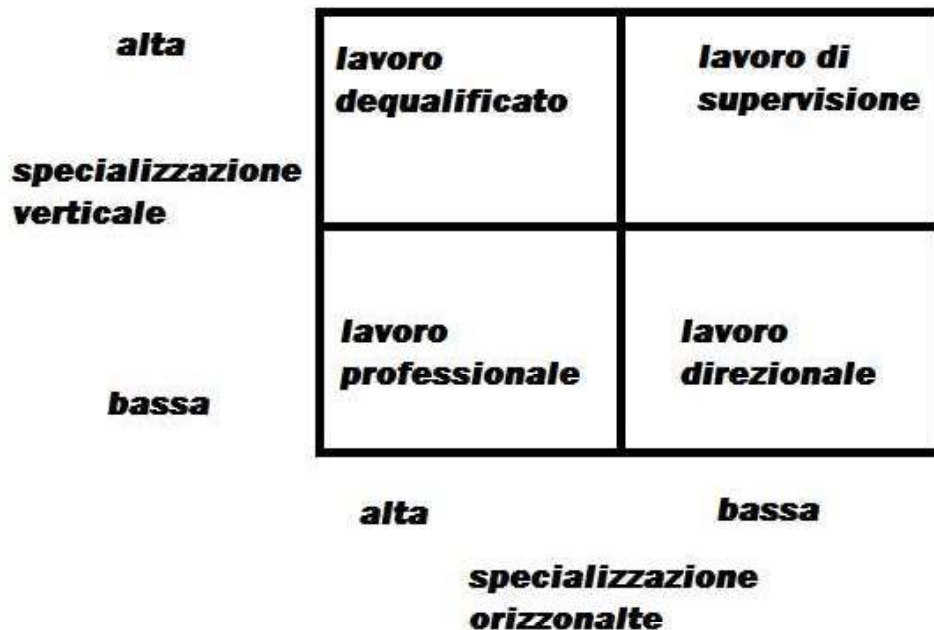 alta
lavoro
dequalificato
lavoro di
supervisione
specializzazione
verticale
lavoro
professionale
lavoro
direzionale
bassa
alta
bassa
specializzazione
orizzonalte